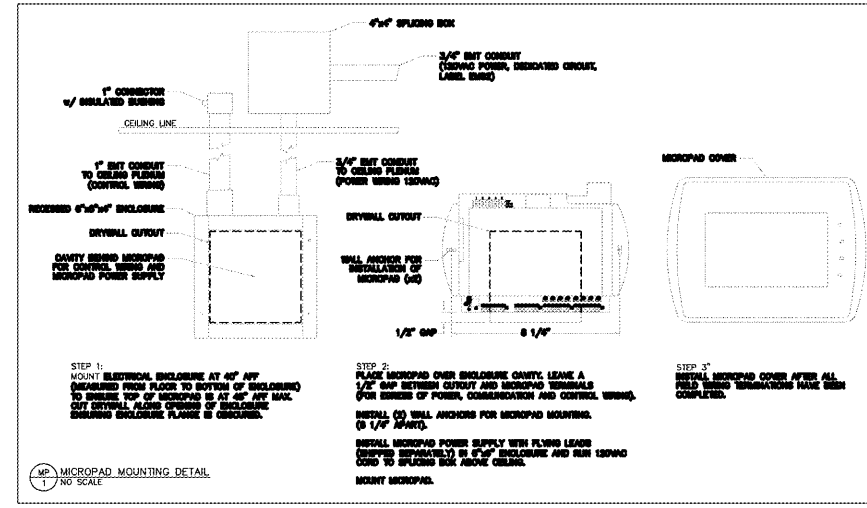 4"x4" SPLICING BOX
3/4" EMT CONDUIT
(120VAC POWER, DEDICATED CIRCUIT,
LABEL
1" CONNECTOR
w/ INSULATED BUSHING
CEILING LINE
1" EMT CONDUIT
TO CEILING PLENUM
(CONTROL WIRING)
3/4" EMT CONDUIT
TO CEILING PLENUM
(POWER WIRING 120VAC)
RECESSED 6"x6"x4" ENCLOSURE
DRYWALL CUTOUT
CAVITY BEHIND MICROPAD
FOR CONTROL WIRING AND
MICROPAD POWER SUPPLY
DRYWALL CUTOUT
WALL ANCHOR FOR
INSTALLATION OF
MICROPAD (x2)
1/2" GAP
8 1/4"
MICROPAD COVER
STEP 1:
MOUNT ELECTRICAL ENCLOSURE AT 40" AFF
(MEASURED FROM FLOOR TO BOTTOM OF ENCLOSURE)
TO ENSURE TOP OF MICROPAD IS AT 48" AFF MAX.
CUT DRYWALL ALONG OPENING OF ENCLOSURE
ENSURING ENCLOSURE FLANGE IS OBSCURED.
STEP 2:
PLACE MICROPAD OVER ENCLOSURE CAVITY. LEAVE A
1/2" GAP BETWEEN CUTOUT AND MICROPAD TERMINALS
(FOR EGRESS OF POWER, COMMUNICATION AND CONTROL WIRING).
INSTALL (2) WALL ANCHORS FOR MICROPAD MOUNTING.
(8 1/4" APART).
INSTALL MICROPAD POWER SUPPLY WITH FLYING LEADS
(SHIPPED SEPARATELY) IN 6"x6" ENCLOSURE AND RUN 120VAC
CORD TO SPLICING BOX ABOVE CEILING.
MOUNT MICROPAD.
STEP 3"
INSTALL MICROPAD COVER AFTER ALL
FIELD WIRING TERMINATIONS HAVE BEEN
COMPLETED.
MP
1
MICROPAD MOUNTING DETAIL
NO SCALE